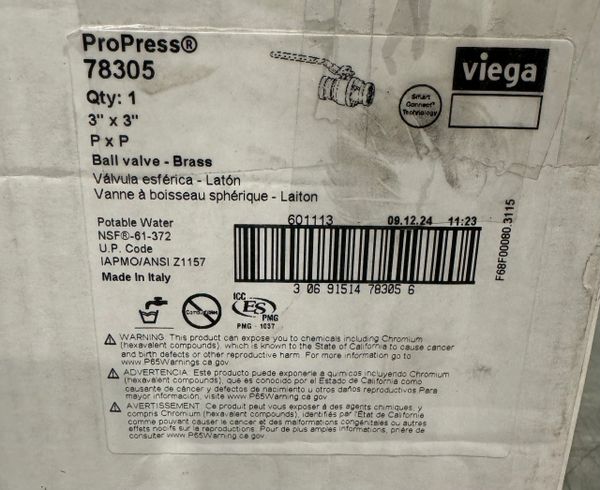 ProPress®
78305
Qty: 1
3" x 3"
P x P
Ball valve - Brass
Válvula esférica - Latón
Vanne à boisseau sphérique - Laiton
viega
Smart
Connect®
Technology
Potable Water
NSF®-61-372
U.P. Code
IAPMO/ANSI Z1157
Made In Italy
601113 09.12.24 11:23
3 06 91514 78305 6
F68F00080.3115
ICC
ES
PMG
PMG - 1037
WARNING: This product can expose you to chemicals including Chromium
(hexavalent compounds), which is known to the State of California to cause cancer
and birth defects or other reproductive harm. For more information go to
www.P65Warnings.ca.gov.
ADVERTENCIA: Este producto puede exponerle a químicos incluyendo Chromium
(hexavalent compounds), que es conocido por el Estado de California como
causante de cáncer y defectos de nacimiento u otros daños reproductivos.Para
mayor información, visite www.P65Warning.ca.gov
AVERTISSEMENT: Ce produit peut vous exposer à des agents chimiques, y
compris Chromium (hexavalent compounds), identifiés par l'État de Californie
comme pouvant causer le cancer et des malformations congénitales ou autres
effets nocifs sur la reproductions. Pour de plus amples informations, prière de
consulter www.P65Warning.ca.gov